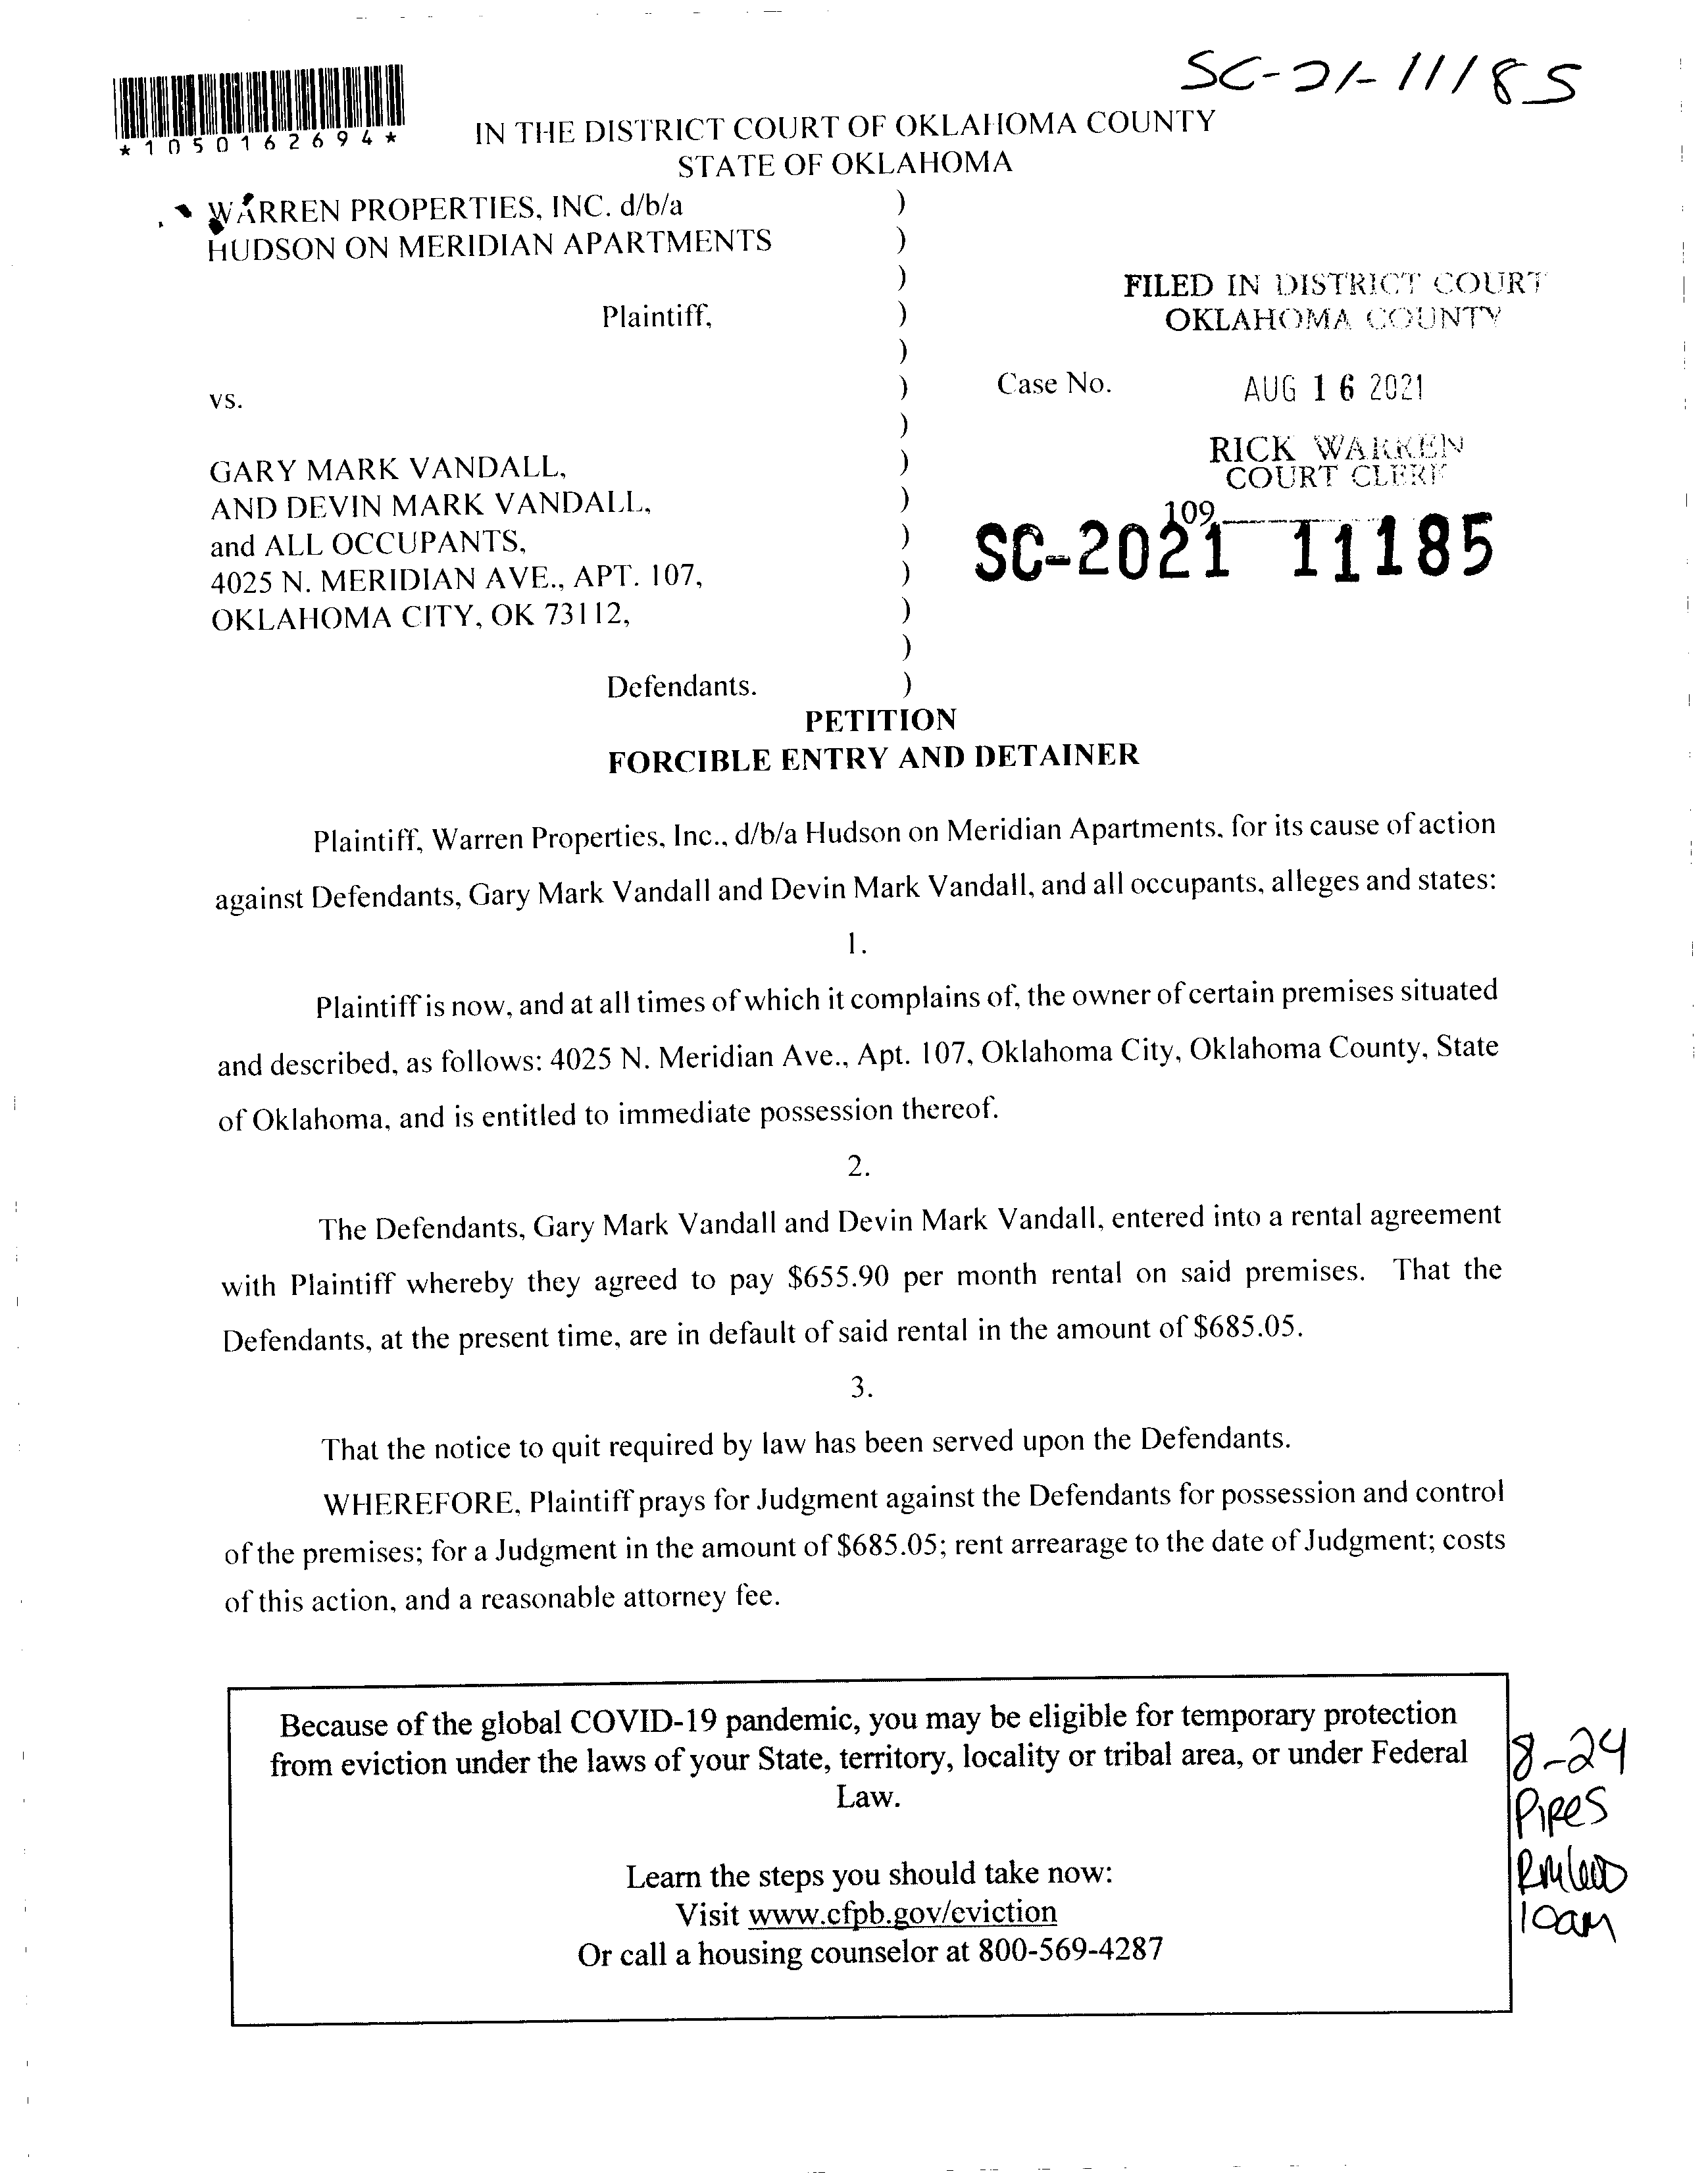 SC-21-11185
*1050162694*
IN THE DISTRICT COURT OF OKLAHOMA COUNTY
STATE OF OKLAHOMA
WARREN PROPERTIES, INC. d/b/a )
HUDSON ON MERIDIAN APARTMENTS )
)
Plaintiff, )
)
vs. )
)
GARY MARK VANDALL, )
AND DEVIN MARK VANDALL, )
and ALL OCCUPANTS, )
4025 N. MERIDIAN AVE., APT. 107, )
OKLAHOMA CITY, OK 73112, )
)
Defendants. )
FILED IN DISTRICT COURT
OKLAHOMA COUNTY
Case No.
AUG 16 2021
RICK WARREN
COURT CLERK
109
SC-2021 11185
PETITION
FORCIBLE ENTRY AND DETAINER
Plaintiff, Warren Properties, Inc., d/b/a Hudson on Meridian Apartments, for its cause of action
against Defendants, Gary Mark Vandall and Devin Mark Vandall, and all occupants, alleges and states:
1.
Plaintiff is now, and at all times of which it complains of, the owner of certain premises situated
and described, as follows: 4025 N. Meridian Ave., Apt. 107, Oklahoma City, Oklahoma County, State
of Oklahoma, and is entitled to immediate possession thereof.
2.
The Defendants, Gary Mark Vandall and Devin Mark Vandall, entered into a rental agreement
with Plaintiff whereby they agreed to pay $655.90 per month rental on said premises. That the
Defendants, at the present time, are in default of said rental in the amount of $685.05.
3.
That the notice to quit required by law has been served upon the Defendants.
WHEREFORE, Plaintiff prays for Judgment against the Defendants for possession and control
of the premises; for a Judgment in the amount of $685.05; rent arrearage to the date of Judgment; costs
of this action, and a reasonable attorney fee.
Because of the global COVID-19 pandemic, you may be eligible for temporary protection
from eviction under the laws of your State, territory, locality or tribal area, or under Federal
Law.
Learn the steps you should take now:
Visit www.cfpb.gov/eviction
Or call a housing counselor at 800-569-4287
8-24
Pipes
10am